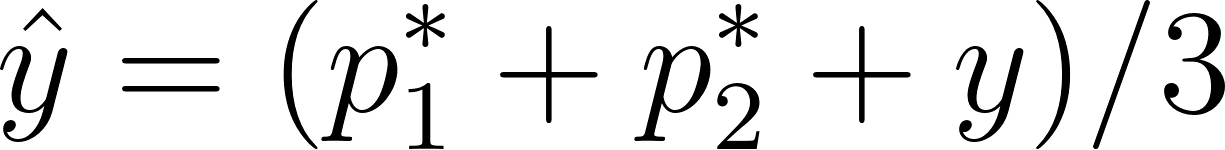 ŷ = (p₁* + p₂* + y)/3